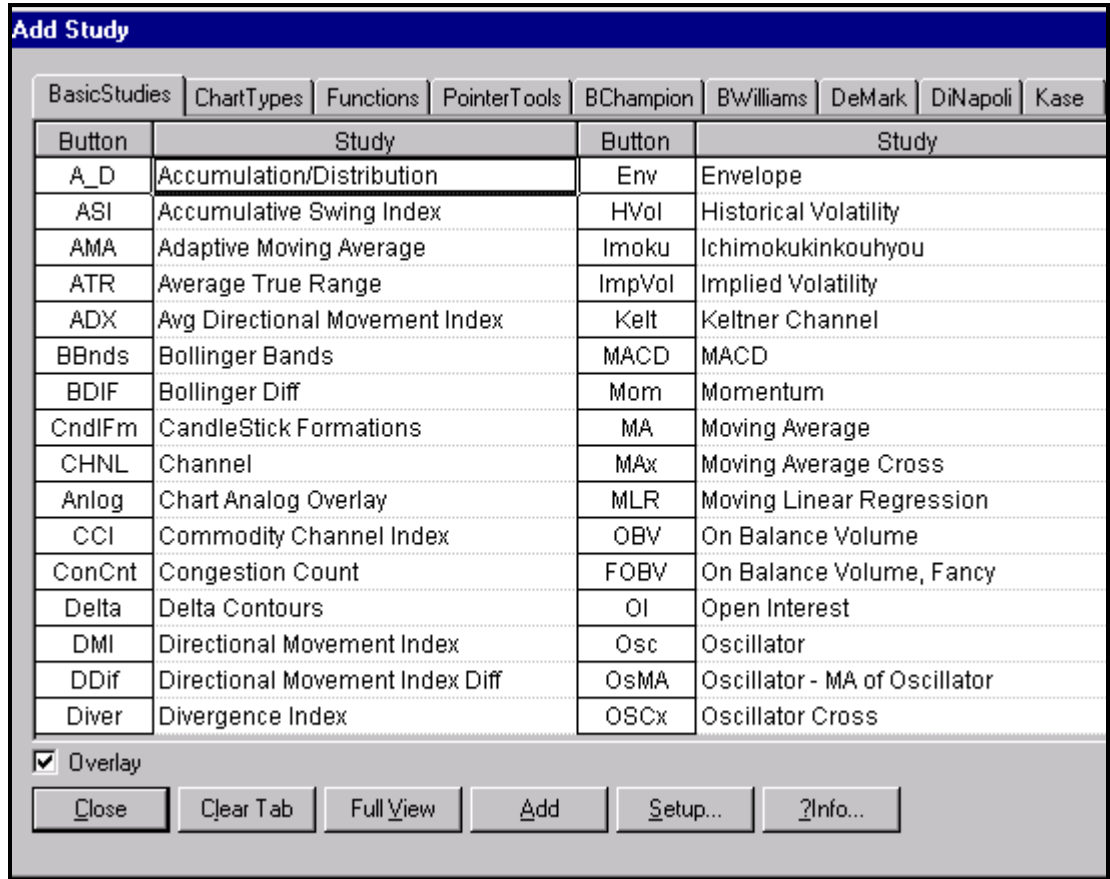 Add Study
BasicStudies ChartTypes Functions PointerTools BChampion BWilliams DeMark DiNapoli Kase
Button Study Button Study
A_D Accumulation/Distribution Env Envelope
ASI Accumulative Swing Index HVol Historical Volatility
AMA Adaptive Moving Average Imoku Ichimokukinkouhyou
ATR Average True Range ImpVol Implied Volatility
ADX Avg Directional Movement Index Kelt Keltner Channel
BBnds Bollinger Bands MACD MACD
BDIF Bollinger Diff Mom Momentum
CndlFm CandleStick Formations MA Moving Average
CHNL Channel MAx Moving Average Cross
Anlog Chart Analog Overlay MLR Moving Linear Regression
CCI Commodity Channel Index OBV On Balance Volume
ConCnt Congestion Count FOBV On Balance Volume, Fancy
Delta Delta Contours OI Open Interest
DMI Directional Movement Index Osc Oscillator
DDif Directional Movement Index Diff OsMA Oscillator - MA of Oscillator
Diver Divergence Index OSCx Oscillator Cross
Overlay
Close Clear Tab Full View Add Setup... ?Info...